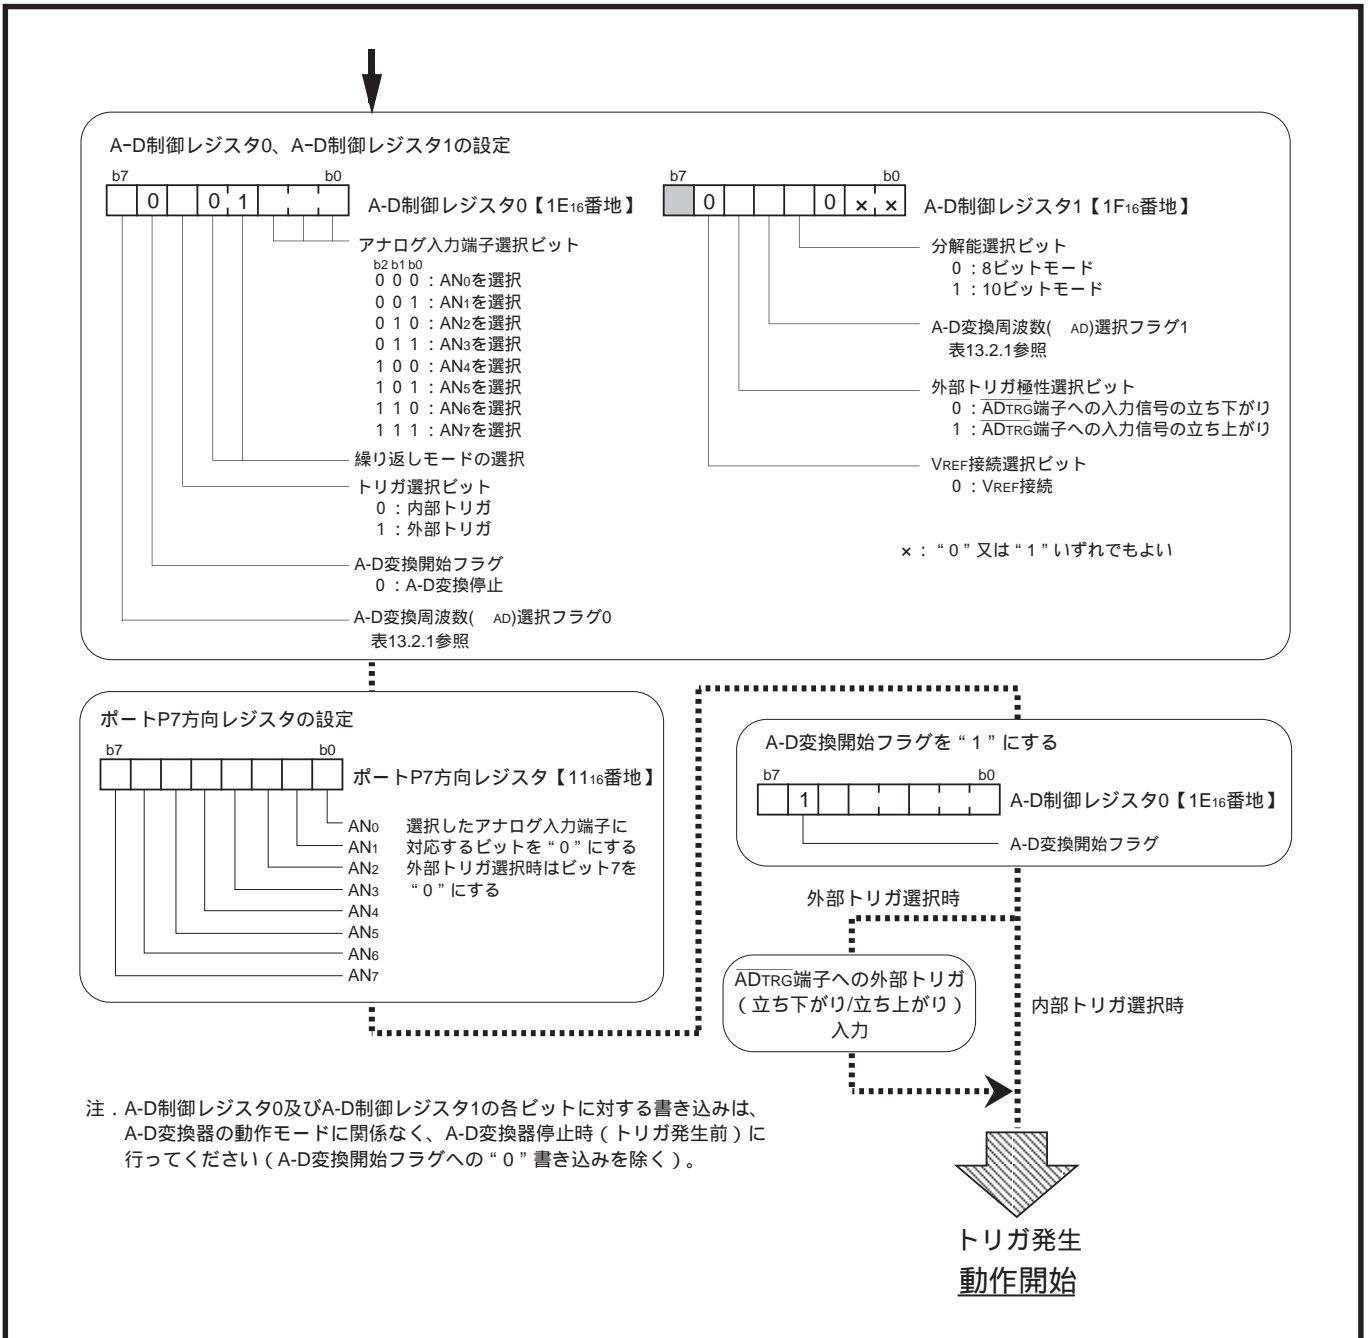 A-D制御レジスタ0、A-D制御レジスタ1の設定
b7 b0
0 0 1
A-D制御レジスタ0【1E16番地】
アナログ入力端子選択ビット
b2 b1 b0
0 0 0：AN0を選択
0 0 1：AN1を選択
0 1 0：AN2を選択
0 1 1：AN3を選択
1 0 0：AN4を選択
1 0 1：AN5を選択
1 1 0：AN6を選択
1 1 1：AN7を選択
繰り返しモードの選択
トリガ選択ビット
0：内部トリガ
1：外部トリガ
A-D変換開始フラグ
0：A-D変換停止
A-D変換周波数( AD)選択フラグ0
表13.2.1参照
b7 b0
0 0 × ×
A-D制御レジスタ1【1F16番地】
分解能選択ビット
0：8ビットモード
1：10ビットモード
A-D変換周波数( AD)選択フラグ1
表13.2.1参照
外部トリガ極性選択ビット
0：ADTRG端子への入力信号の立ち下がり
1：ADTRG端子への入力信号の立ち上がり
VREF接続選択ビット
0：VREF接続
×：“0”又は“1”いずれでもよい
ポートP7方向レジスタの設定
b7 b0
ポートP7方向レジスタ【1116番地】
AN0 選択したアナログ入力端子に
AN1 対応するビットを“0”にする
AN2 外部トリガ選択時はビット7を
AN3 “0”にする
AN4
AN5
AN6
AN7
A-D変換開始フラグを“1”にする
b7 b0
1
A-D制御レジスタ0【1E16番地】
A-D変換開始フラグ
外部トリガ選択時
ADTRG端子への外部トリガ
（立ち下がり/立ち上がり）
入力
内部トリガ選択時
注．A-D制御レジスタ0及びA-D制御レジスタ1の各ビットに対する書き込みは、
A-D変換器の動作モードに関係なく、A-D変換器停止時（トリガ発生前）に
行ってください（A-D変換開始フラグへの“0”書き込みを除く）。
トリガ発生
動作開始